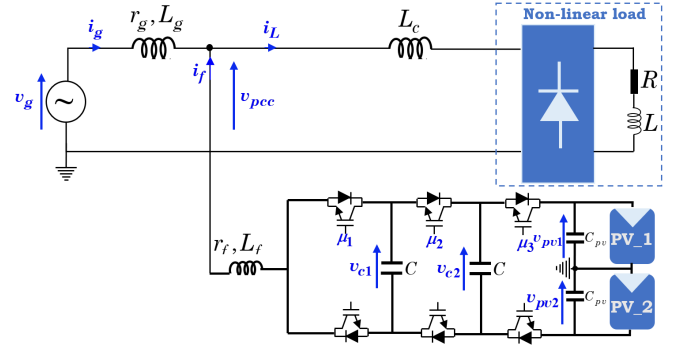 Non-linear load
r_g, L_g
i_g
i_L
L_c
i_f
v_g
~
v_pcc
R
L
μ_1
μ_2
μ_3
v_pv1
C_pv
PV_1
r_f, L_f
v_c1
C
v_c2
C
v_pv2
C_pv
PV_2